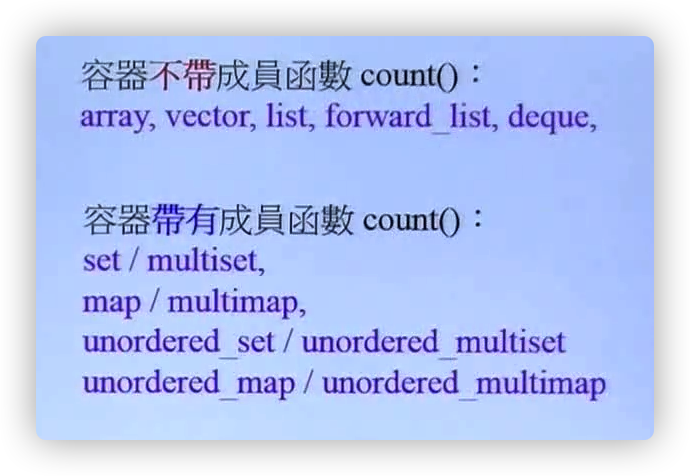 容器不帶成員函數 count()：
array, vector, list, forward_list, deque,
容器帶有成員函數 count()：
set / multiset,
map / multimap,
unordered_set / unordered_multiset
unordered_map / unordered_multimap